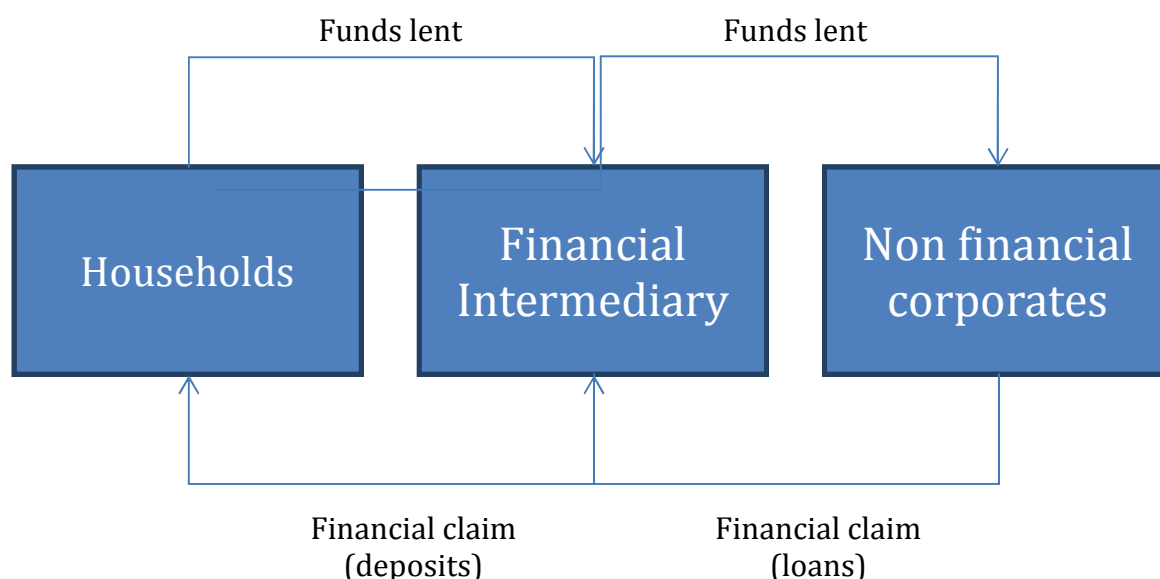 Funds lent
Funds lent
Households
Financial
Intermediary
Non financial
corporates
Financial claim
(deposits)
Financial claim
(loans)